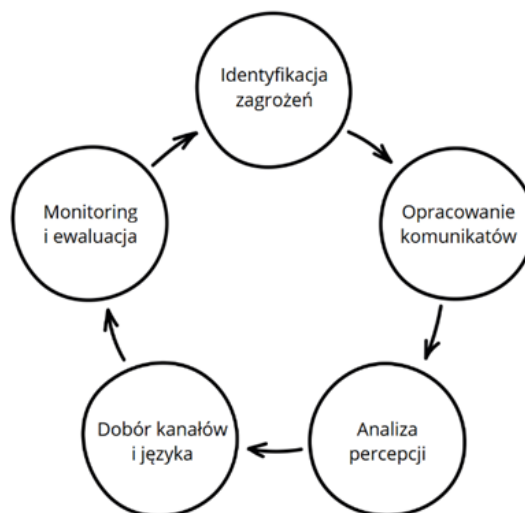 Identyfikacja
zagrożeń
Opracowanie
komunikatów
Analiza
percepcji
Dobór kanałów
i języka
Monitoring
i ewaluacja